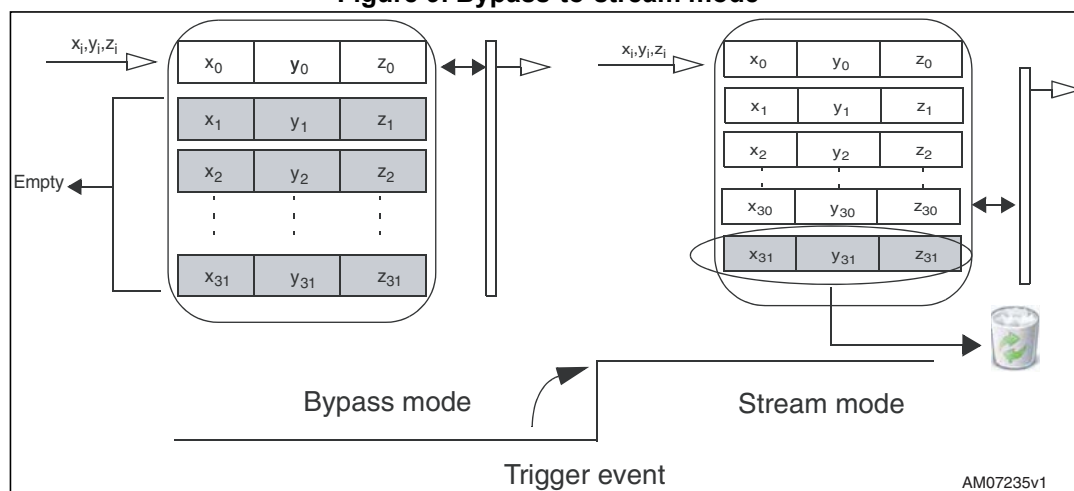 Figure 9. Bypass-to-stream mode
xᵢ,yᵢ,zᵢ
x₀ y₀ z₀
x₁ y₁ z₁
x₂ y₂ z₂
x₃₁ y₃₁ z₃₁
Empty
xᵢ,yᵢ,zᵢ
x₀ y₀ z₀
x₁ y₁ z₁
x₂ y₂ z₂
x₃₀ y₃₀ z₃₀
x₃₁ y₃₁ z₃₁
Bypass mode
Stream mode
Trigger event
AM07235v1